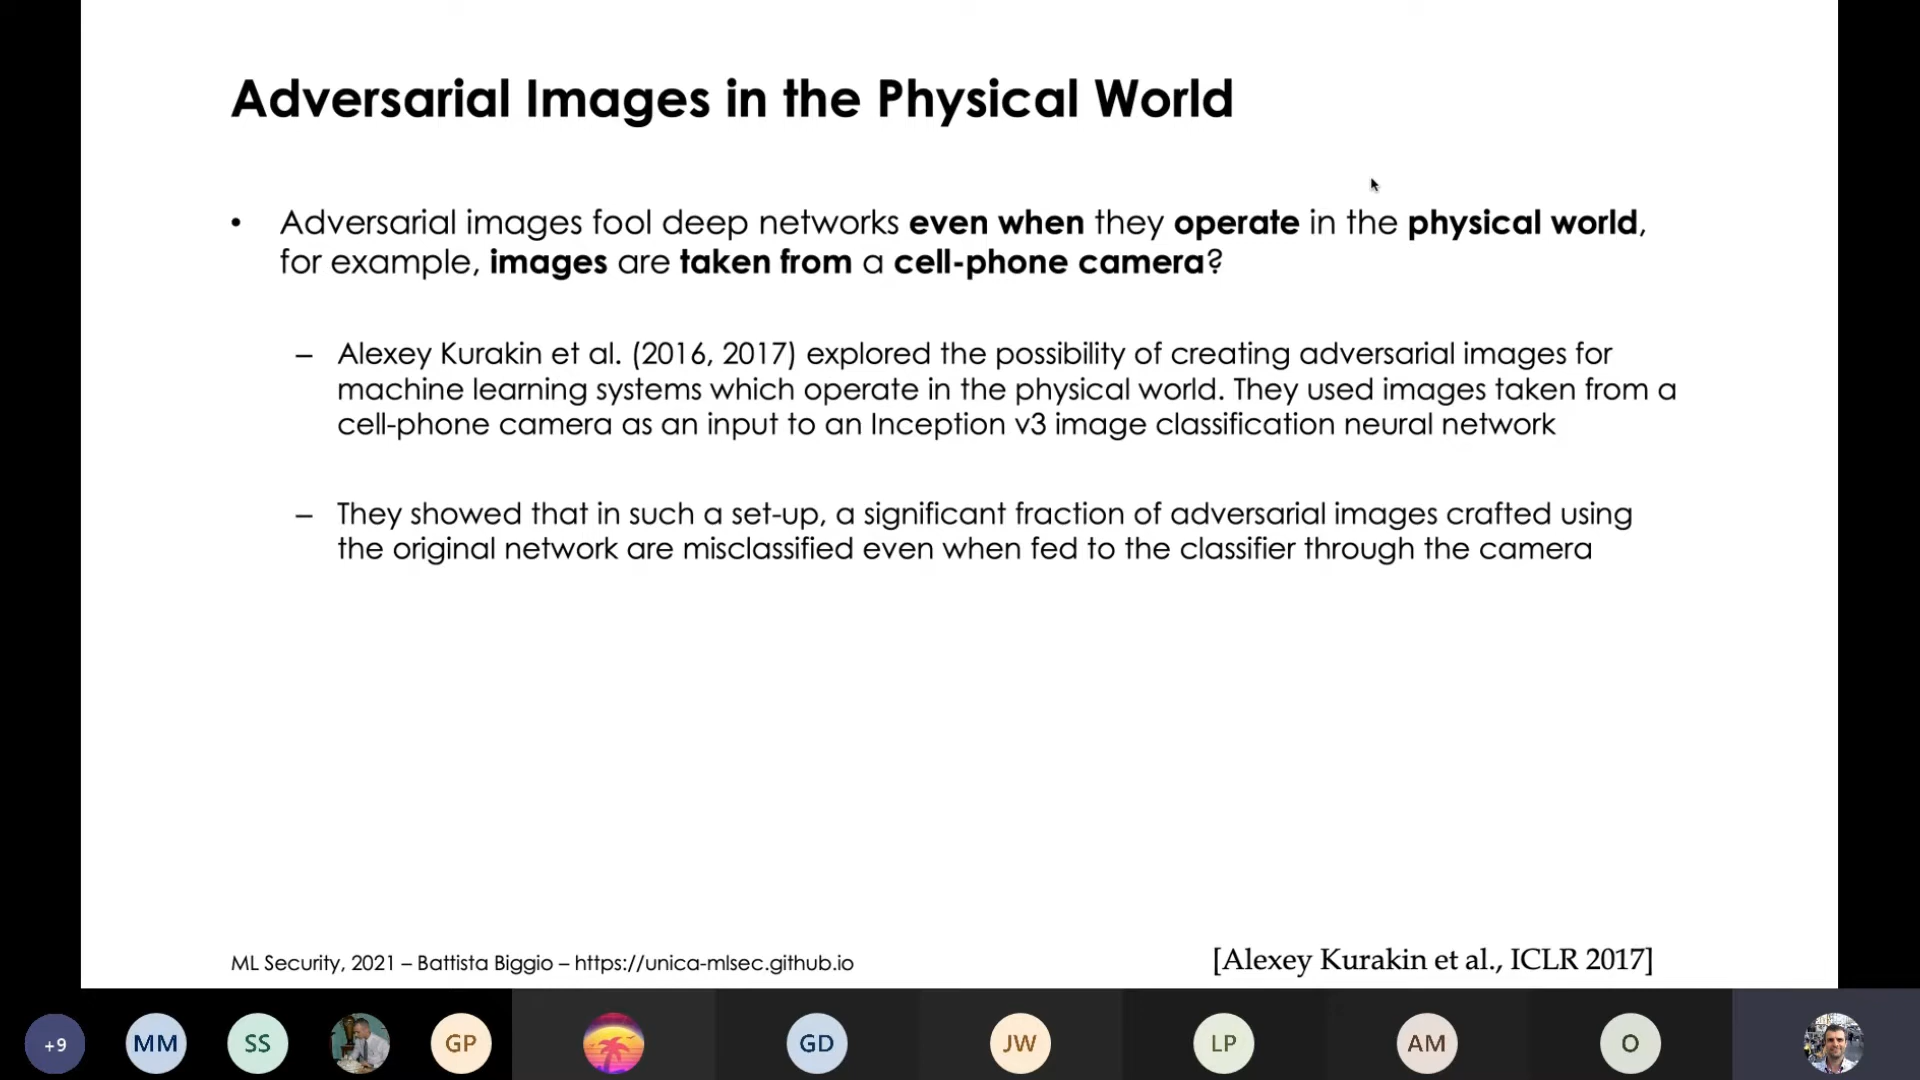 Adversarial Images in the Physical World
• Adversarial images fool deep networks even when they operate in the physical world,
for example, images are taken from a cell-phone camera?
– Alexey Kurakin et al. (2016, 2017) explored the possibility of creating adversarial images for
machine learning systems which operate in the physical world. They used images taken from a
cell-phone camera as an input to an Inception v3 image classification neural network
– They showed that in such a set-up, a significant fraction of adversarial images crafted using
the original network are misclassified even when fed to the classifier through the camera
ML Security, 2021 – Battista Biggio – https://unica-mlsec.github.io
[Alexey Kurakin et al., ICLR 2017]
+9 MM SS GP GD JW LP AM O